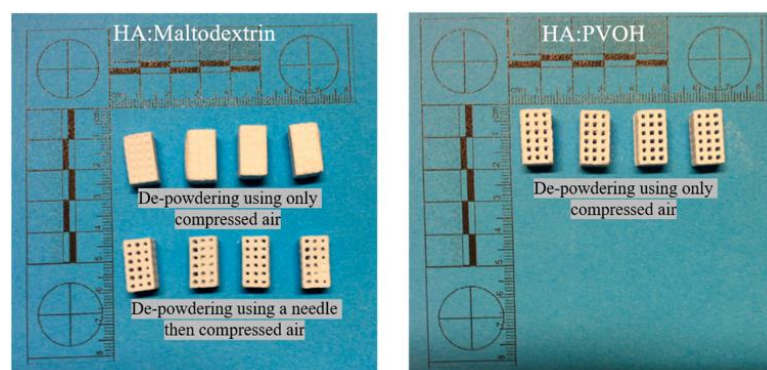 HA:Maltodextrin
De-powdering using only
compressed air
De-powdering using a needle
then compressed air
HA:PVOH
De-powdering using only
compressed air